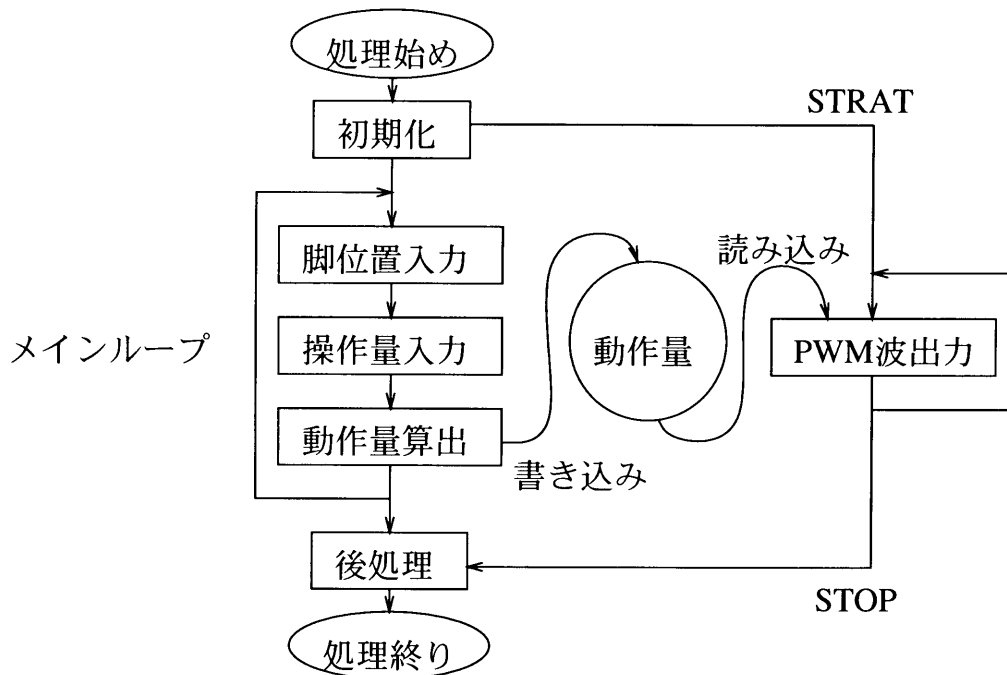 処理始め
STRAT
初期化
脚位置入力
読み込み
メインループ
操作量入力
動作量
PWM波出力
動作量算出
書き込み
後処理
STOP
処理終り